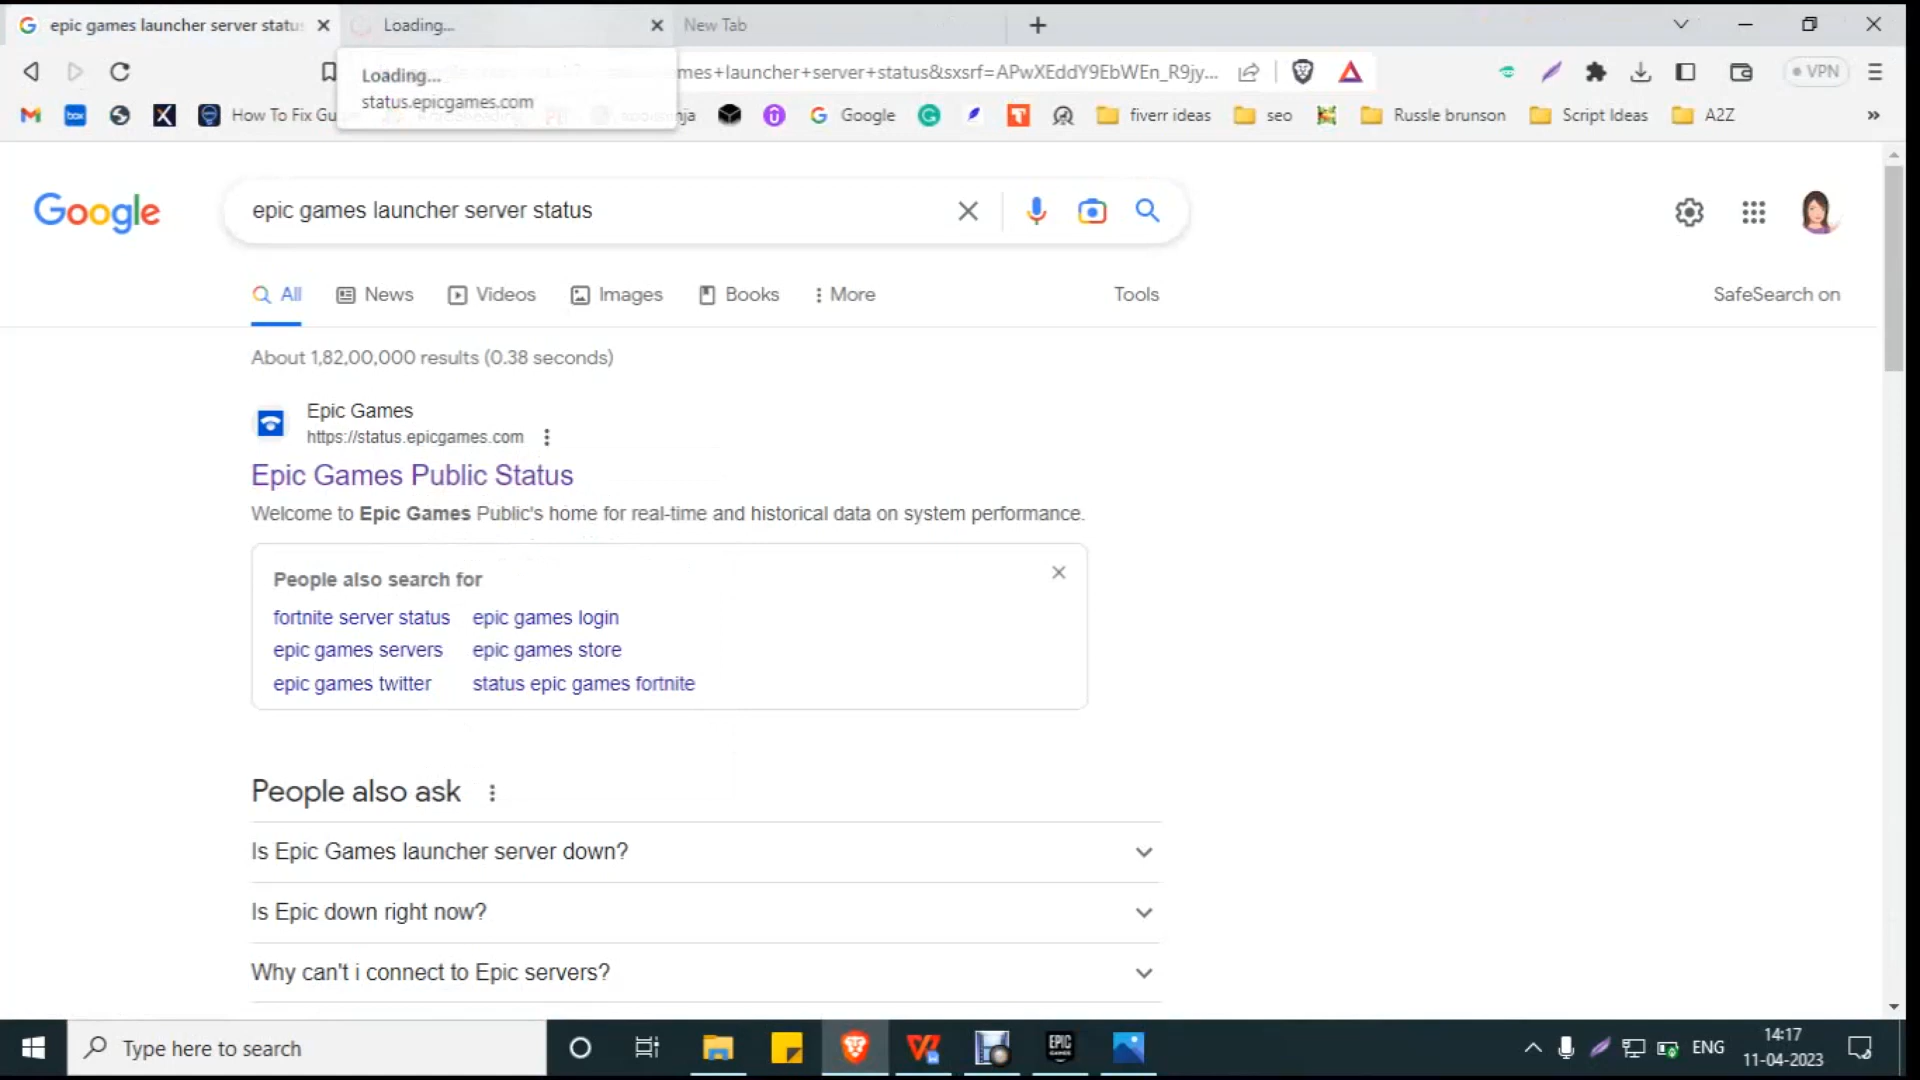 epic games launcher server statu
Loading...
New Tab
Loading...
status.epicgames.com
mes+launcher+server+status&sxsrf=APwXEddY9EbWEn_R9jy...
VPN
How To Fix Gu
Google
fiverr ideas
seo
Russle brunson
Script Ideas
A2Z
Google
epic games launcher server status
All
News
Videos
Images
Books
More
Tools
SafeSearch on
About 1,82,00,000 results (0.38 seconds)
Epic Games
https://status.epicgames.com
Epic Games Public Status
Welcome to Epic Games Public's home for real-time and historical data on system performance.
People also search for
fortnite server status
epic games login
epic games servers
epic games store
epic games twitter
status epic games fortnite
People also ask
Is Epic Games launcher server down?
Is Epic down right now?
Why can't i connect to Epic servers?
Type here to search
EPIC
GAMES
ENG
14:17
11-04-2023